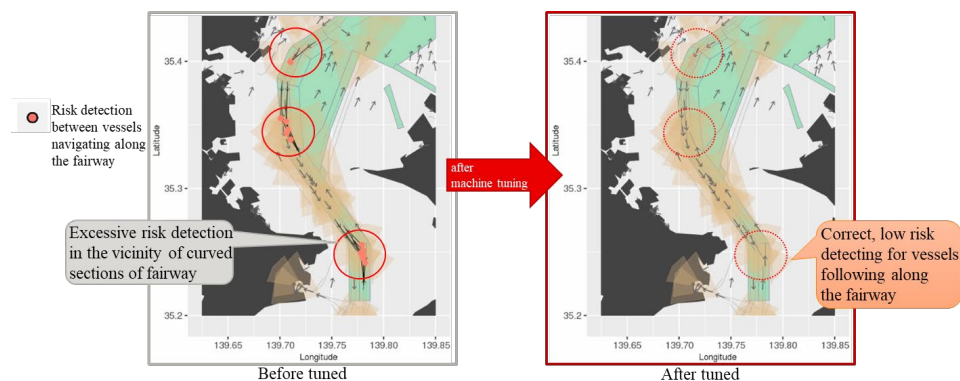 Risk detection
between vessels
navigating along
the fairway
Latitude
35.4
35.3
35.2
139.65
139.70
139.75
139.80
139.85
Longitude
Before tuned
Excessive risk detection
in the vicinity of curved
sections of fairway
after
machine tuning
Latitude
35.4
35.3
35.2
139.65
139.70
139.75
139.80
139.85
Longitude
After tuned
Correct, low risk
detecting for vessels
following along
the fairway